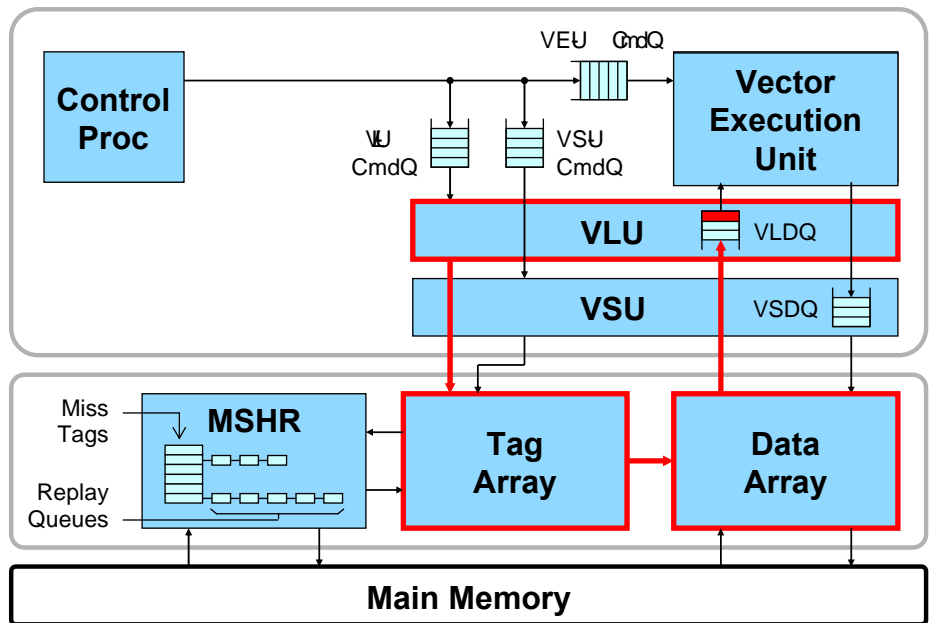 VEU CmdQ
Control
Proc
Vector
Execution
Unit
VLU
CmdQ
VSU
CmdQ
VLU
VLDQ
VSU
VSDQ
Miss
Tags
MSHR
Replay
Queues
Tag
Array
Data
Array
Main Memory